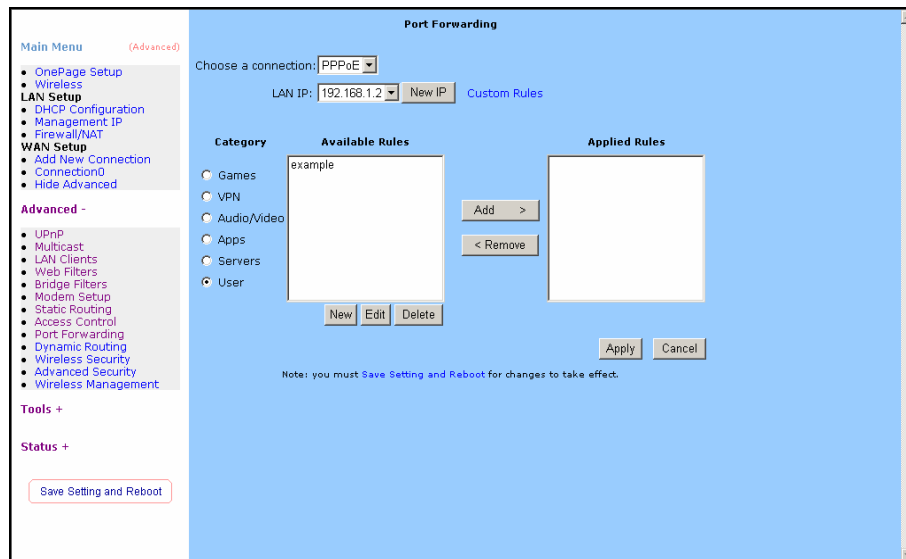 Port Forwarding
Main Menu (Advanced)
OnePage Setup
Wireless
LAN Setup
DHCP Configuration
Management IP
Firewall/NAT
WAN Setup
Add New Connection
Connection0
Hide Advanced
Advanced -
UPnP
Multicast
LAN Clients
Web Filters
Bridge Filters
Modem Setup
Static Routing
Access Control
Port Forwarding
Dynamic Routing
Wireless Security
Advanced Security
Wireless Management
Tools +
Status +
Save Setting and Reboot
Choose a connection: PPPoE
LAN IP: 192.168.1.2 New IP Custom Rules
Category Available Rules Applied Rules
example
Games
VPN
Audio/Video
Apps
Servers
User
Add >
< Remove
New Edit Delete
Apply Cancel
Note: you must Save Setting and Reboot for changes to take effect.